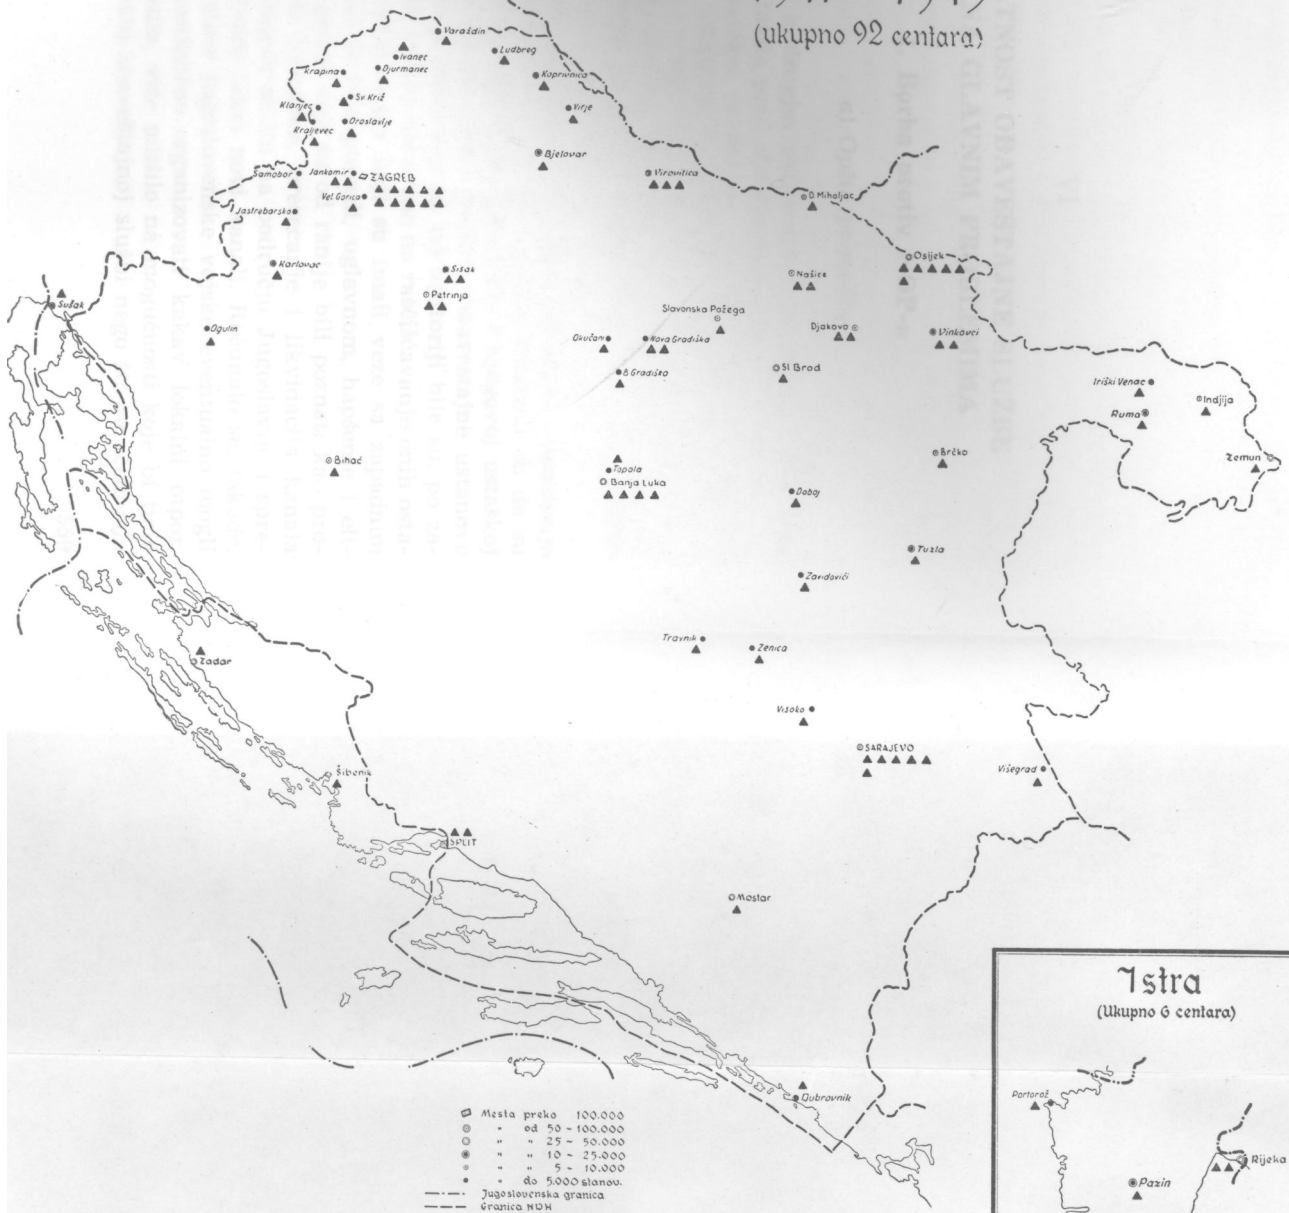 (ukupno 92 centara)
Varaždin
Ivanec
Ludbreg
Djurmanec
Krapina
Koprivnica
Sv. Križ
Klanjec
Virje
Oroslavlje
Kraljevec
Bjelovar
Samobor
Jankomir
ZAGREB
Virovitica
Vel. Gorica
D. Miholjac
Jastrebarsko
Karlovac
Sisak
Osijek
Našice
Petrinja
Sušak
Slavonska Požega
Ogulin
Okučani
Nova Gradiška
Djakovo
Vinkovci
B. Gradiška
Sl. Brod
Iriški Venac
Indjija
Ruma
Bihać
Brčko
Zemun
Topola
Banja Luka
Doboj
Tuzla
Zavidovići
Travnik
Zenica
Zadar
Visoko
SARAJEVO
Višegrad
Šibenik
SPLIT
Mostar
Dubrovnik
Istra
(Ukupno 6 centara)
Portorož
Rijeka
Pazin
Mesta preko 100.000
" od 50 - 100.000
" " 25 - 50.000
" " 10 - 25.000
" " 5 - 10.000
" do 5.000 stanov.
Jugoslovenska granica
Granica NDH